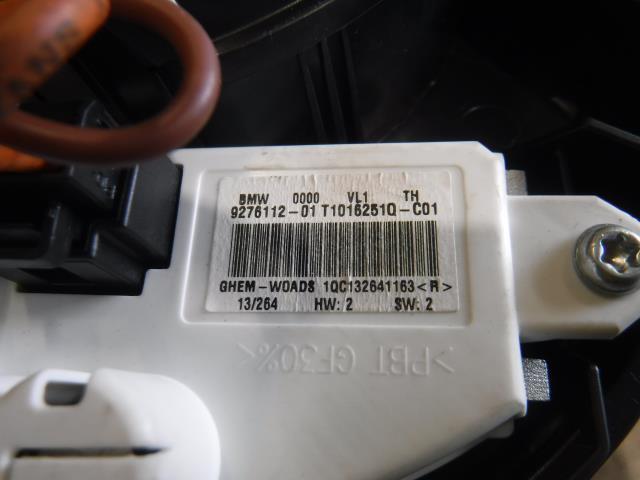 BMW 0000 VL1 TH
9276112-01 T1016251Q-C01
GHEM-WOADS 1QC132641163<R>
13/264 HW: 2 SW: 2
>PBT GF30%<